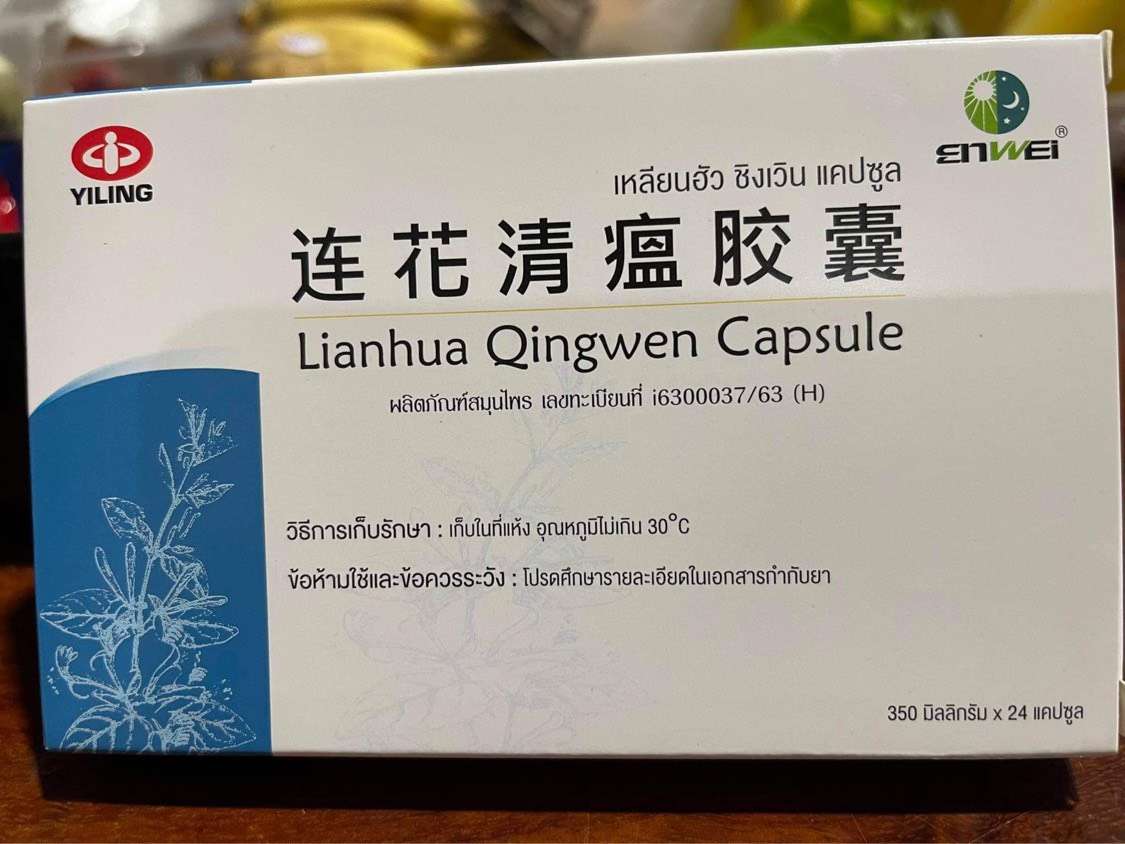 YILING
ENWEI®
เหลียนฮัว ชิงเวิน แคปซูล
连花清瘟胶囊
Lianhua Qingwen Capsule
ผลิตภัณฑ์สมุนไพร เลขทะเบียนที่ i6300037/63 (H)
วิธีการเก็บรักษา : เก็บในที่แห้ง อุณหภูมิไม่เกิน 30°C
ข้อห้ามใช้และข้อควรระวัง : โปรดศึกษารายละเอียดในเอกสารกำกับยา
350 มิลลิกรัม x 24 แคปซูล